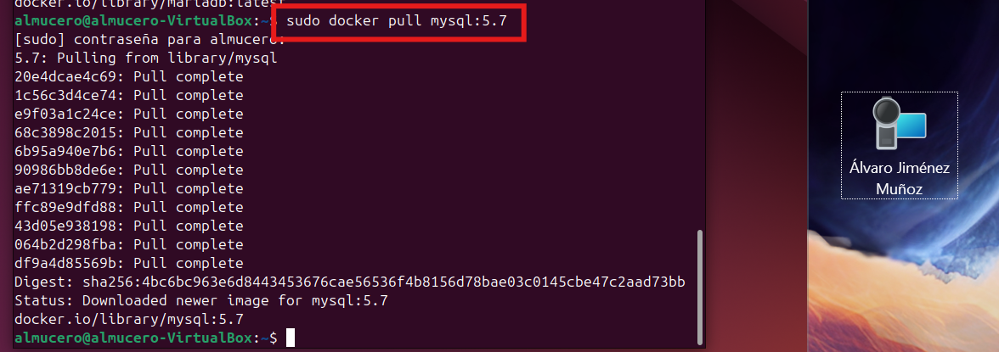 docker.io/library/mariadb:latest
almucero@almucero-VirtualBox:~$ sudo docker pull mysql:5.7
[sudo] contraseña para almucero:
5.7: Pulling from library/mysql
20e4dcae4c69: Pull complete
1c56c3d4ce74: Pull complete
e9f03a1c24ce: Pull complete
68c3898c2015: Pull complete
6b95a940e7b6: Pull complete
90986bb8de6e: Pull complete
ae71319cb779: Pull complete
ffc89e9dfd88: Pull complete
43d05e938198: Pull complete
064b2d298fba: Pull complete
df9a4d85569b: Pull complete
Digest: sha256:4bc6bc963e6d8443453676cae56536f4b8156d78bae03c0145cbe47c2aad73bb
Status: Downloaded newer image for mysql:5.7
docker.io/library/mysql:5.7
almucero@almucero-VirtualBox:~$
Álvaro Jiménez
Muñoz